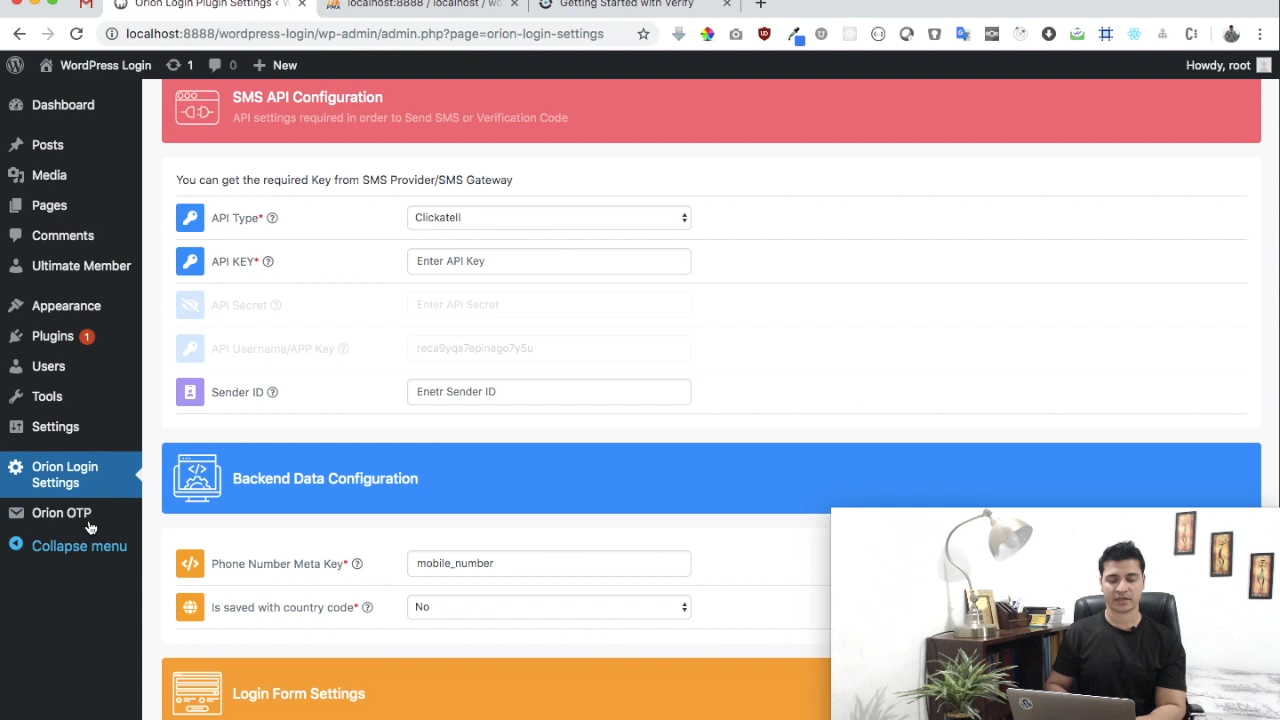 Orion Login Plugin Settings ‹ W
localhost:8888 / localhost / wo
Getting Started with Verify
localhost:8888/wordpress-login/wp-admin/admin.php?page=orion-login-settings
WordPress Login
1
0
New
Howdy, root
Dashboard
Posts
Media
Pages
Comments
Ultimate Member
Appearance
Plugins 1
Users
Tools
Settings
Orion Login
Settings
Orion OTP
Collapse menu
SMS API Configuration
API settings required in order to Send SMS or Verification Code
You can get the required Key from SMS Provider/SMS Gateway
API Type* Clickatell
API KEY* Enter API Key
API Secret Enter API Secret
API Username/APP Key reca9yqa7epinago7y5u
Sender ID Enetr Sender ID
Backend Data Configuration
Phone Number Meta Key* mobile_number
Is saved with country code* No
Login Form Settings